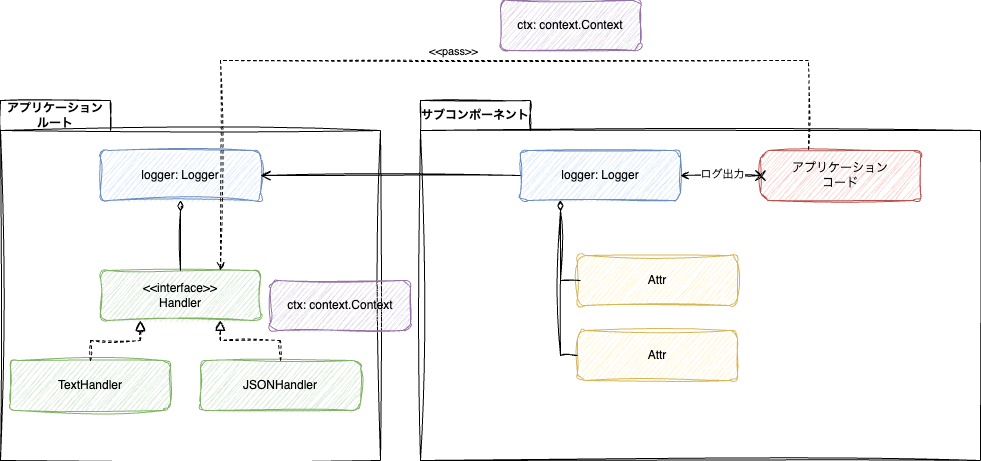 ctx: context.Context
<<pass>>
アプリケーション
ルート
サブコンポーネント
logger: Logger
logger: Logger
ログ出力
アプリケーション
コード
<<interface>>
Handler
ctx: context.Context
Attr
Attr
TextHandler
JSONHandler